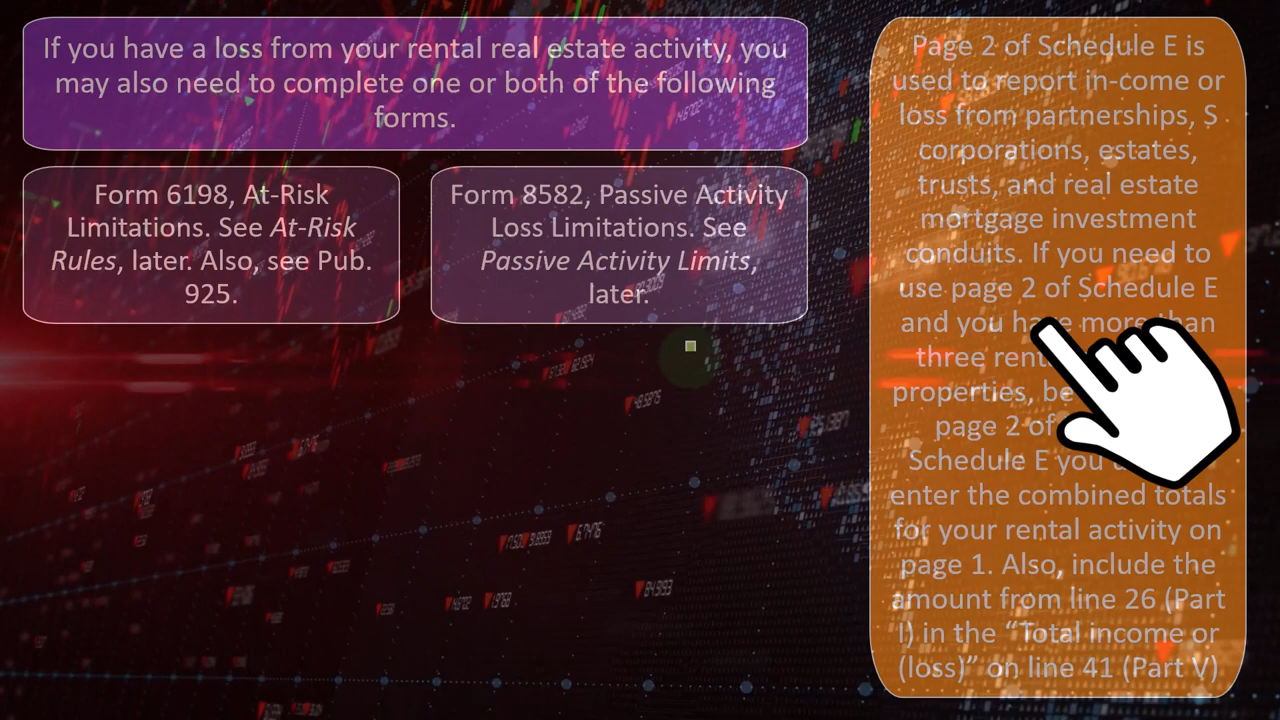 If you have a loss from your rental real estate activity, you
may also need to complete one or both of the following
forms.
Form 6198, At-Risk
Limitations. See At-Risk
Rules, later. Also, see Pub.
925.
Form 8582, Passive Activity
Loss Limitations. See
Passive Activity Limits,
later.
Page 2 of Schedule E is
used to report in-come or
loss from partnerships, S
corporations, estates,
trusts, and real estate
mortgage investment
conduits. If you need to
use page 2 of Schedule E
and you have more than
three
properties,
page 2 of
Schedule E you
enter the combined totals
for your rental activity on
page 1. Also, include the
amount from line 26 (Part
I) in the “Total income or
(loss)” on line 41 (Part V)